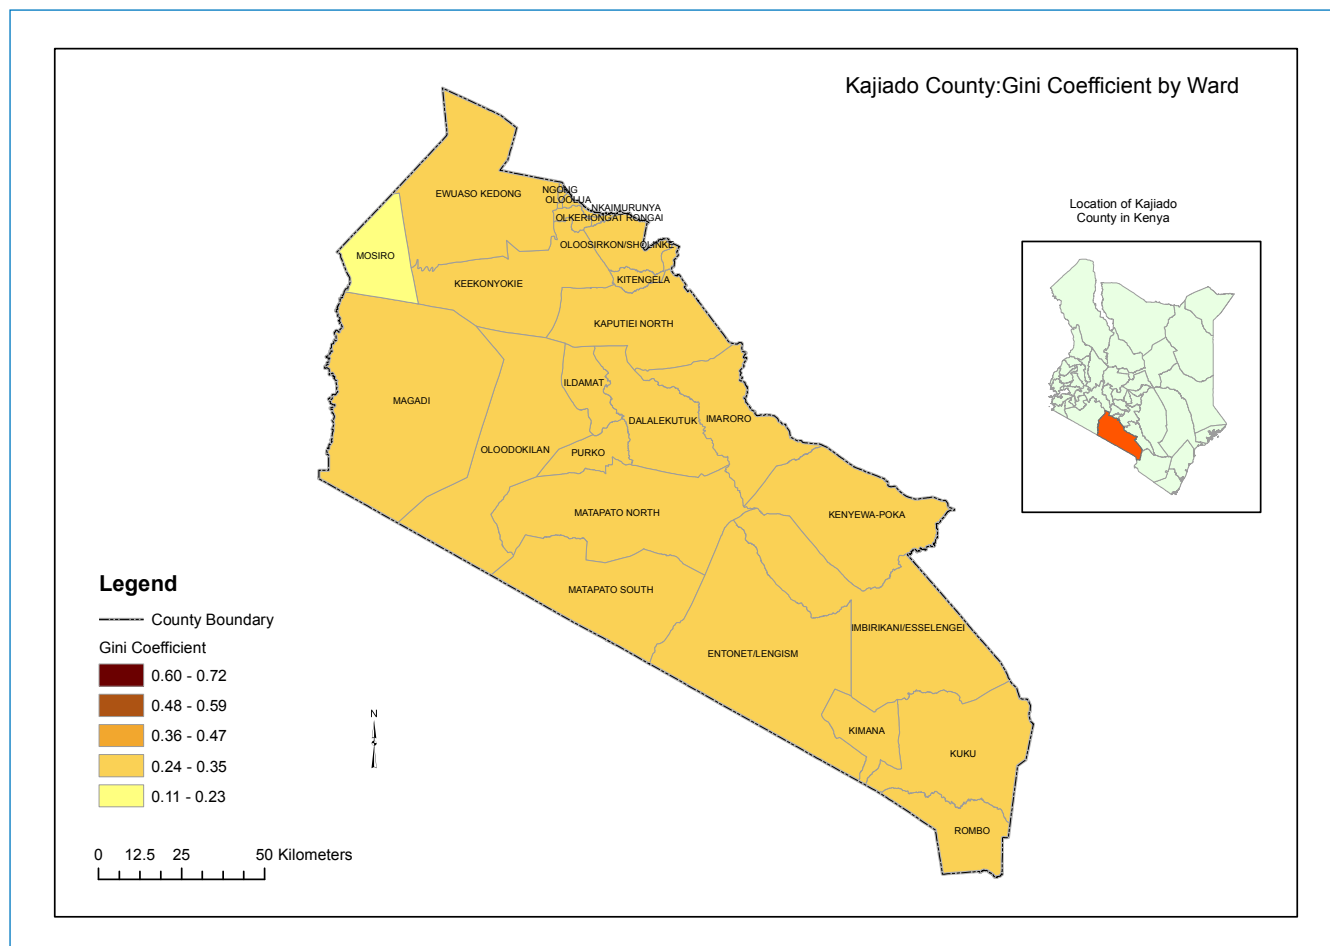 Kajiado County:Gini Coefficient by Ward
EWUASO KEDONG
NGONG
OLOOLUA
NKAIMURUNYA
OLKERIONGAT RONGAI
OLOOSIRKON/SHOLINKE
MOSIRO
KEEKONYOKIE
KITENGELA
KAPUTIEI NORTH
ILDAMAT
MAGADI
DALALEKUTUK
IMARORO
OLOODOKILAN
PURKO
MATAPATO NORTH
KENYEWA-POKA
MATAPATO SOUTH
IMBIRIKANI/ESSELENGEI
ENTONET/LENGISM
KIMANA
KUKU
ROMBO
Location of Kajiado
County in Kenya
Legend
County Boundary
Gini Coefficient
0.60 - 0.72
0.48 - 0.59
0.36 - 0.47
0.24 - 0.35
0.11 - 0.23
N
0 12.5 25 50 Kilometers